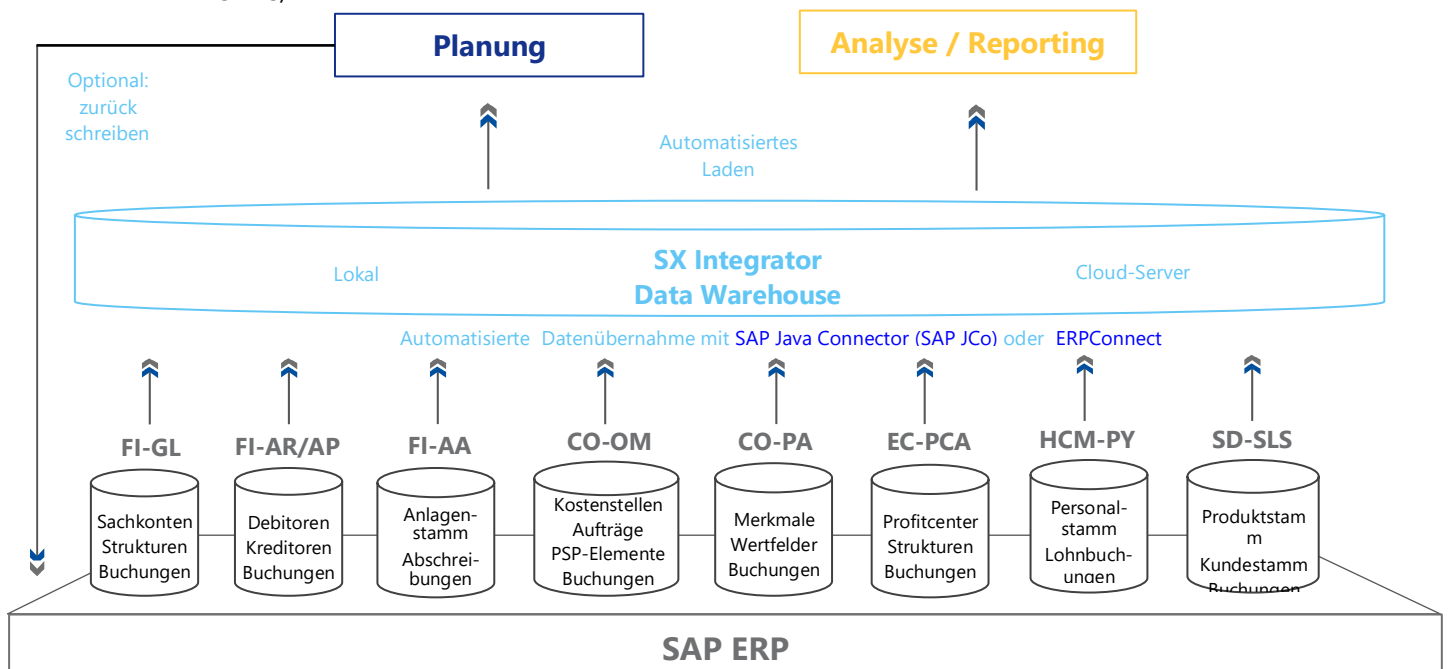 Planung
Analyse / Reporting
Optional:
zurück
schreiben
Automatisiertes
Laden
SX Integrator
Data Warehouse
Lokal
Cloud-Server
Automatisierte Datenübernahme mit SAP Java Connector (SAP JCo) oder ERPConnect
FI-GL
FI-AR/AP
FI-AA
CO-OM
CO-PA
EC-PCA
HCM-PY
SD-SLS
Sachkonten
Strukturen
Buchungen
Debitoren
Kreditoren
Buchungen
Anlagen-
stamm
Abschrei-
bungen
Kostenstellen
Aufträge
PSP-Elemente
Buchungen
Merkmale
Wertfelder
Buchungen
Profitcenter
Strukturen
Buchungen
Personal-
stamm
Lohnbuch-
ungen
Produktstam
m
Kundestamm
Buchungen
SAP ERP